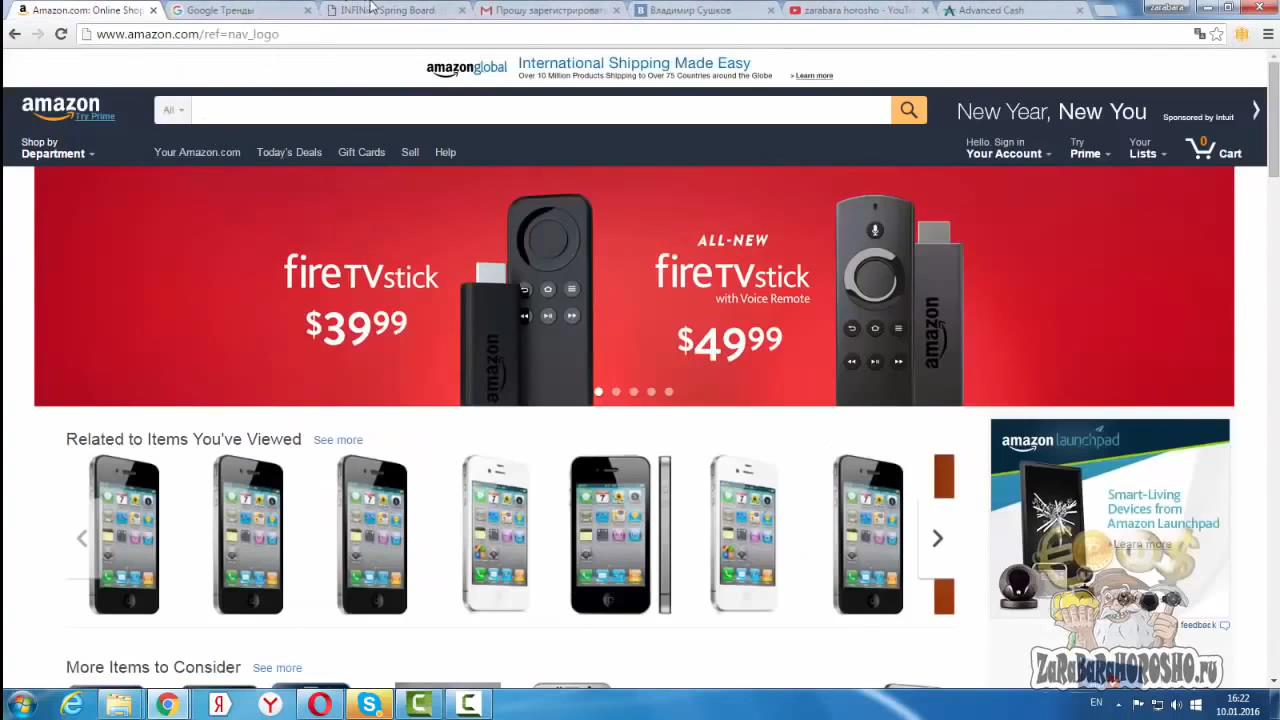 Amazon.com: Online Shop
Google Тренды
INFINii Spring Board
Прошу зарегистрироват
Владимир Сушков
zarabara horosho - YouT
Advanced Cash
zarabara
www.amazon.com/ref=nav_logo
amazonglobal
International Shipping Made Easy
Over 10 Million Products Shipping to Over 75 Countries around the Globe
> Learn more
amazon
Try Prime
All
New Year, New You
Sponsored by Intuit
Shop by
Department
Your Amazon.com
Today's Deals
Gift Cards
Sell
Help
Hello. Sign in
Your Account
Try
Prime
Your
Lists
0
Cart
fireTVstick
$39.99
ALL-NEW
fireTVstick
with Voice Remote
$49.99
amazon
amazon
Related to Items You've Viewed
See more
amazon launchpad
Smart-Living
Devices from
Amazon Launchpad
Learn more
feedback
ZaRaBaRaHOROSHO.ru
More Items to Consider
See more
EN
16:22
10.01.2016